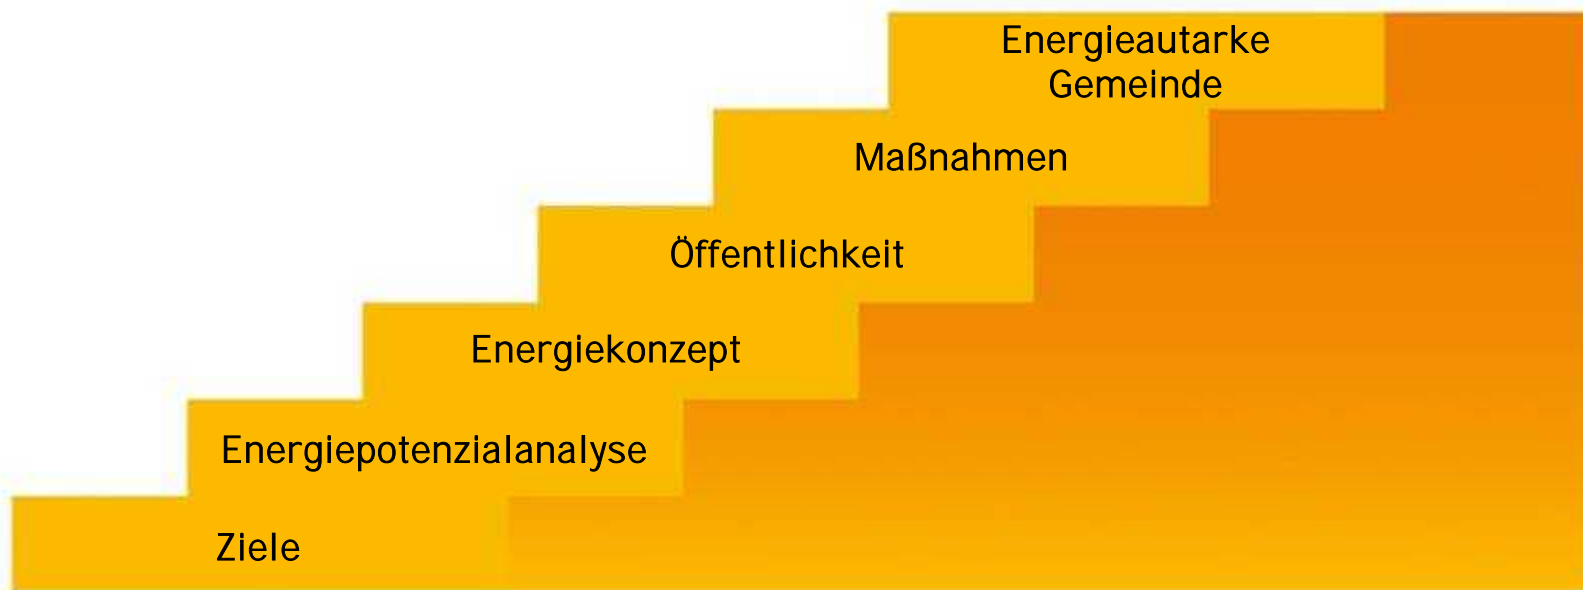 Energieautarke
Gemeinde
Maßnahmen
Öffentlichkeit
Energiekonzept
Energiepotenzialanalyse
Ziele